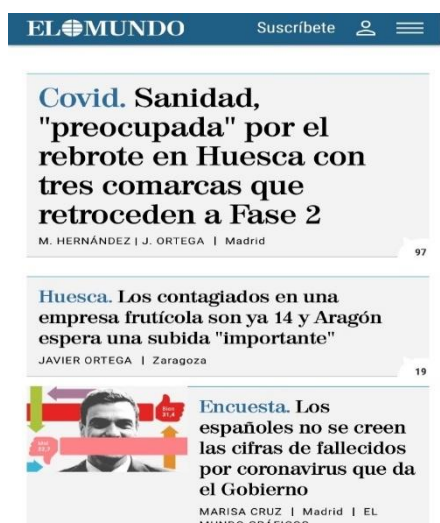 EL MUNDO Suscríbete
Covid. Sanidad,
"preocupada" por el
rebrote en Huesca con
tres comarcas que
retroceden a Fase 2
M. HERNÁNDEZ | J. ORTEGA | Madrid
97
Huesca. Los contagiados en una
empresa frutícola son ya 14 y Aragón
espera una subida "importante"
JAVIER ORTEGA | Zaragoza
19
Encuesta. Los
españoles no se creen
las cifras de fallecidos
por coronavirus que da
el Gobierno
MARISA CRUZ | Madrid | EL
MUNDO GRÁFICOS